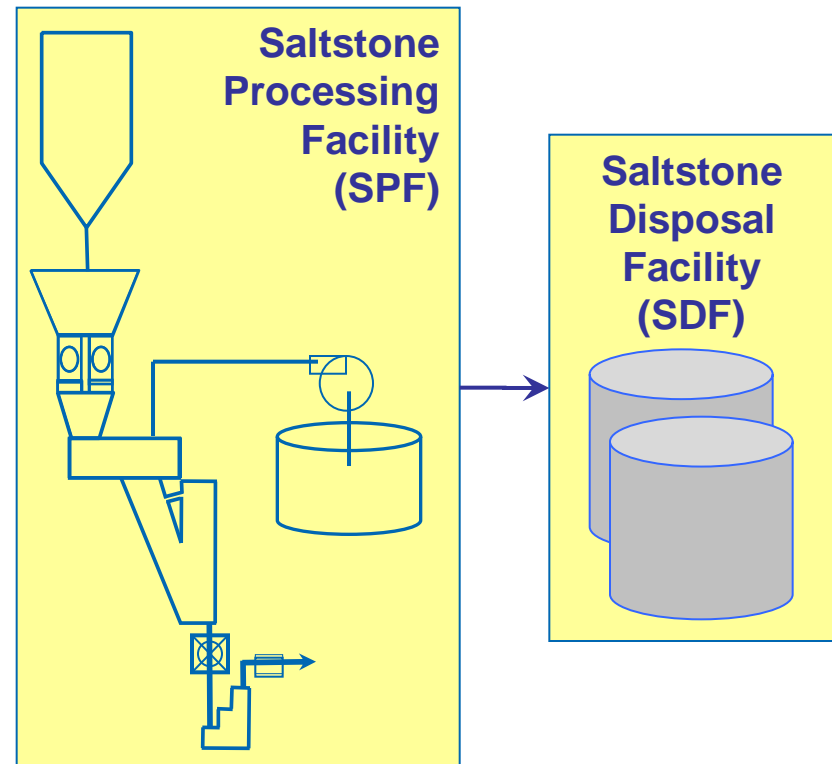 Saltstone
Processing
Facility
(SPF)
Saltstone
Disposal
Facility
(SDF)